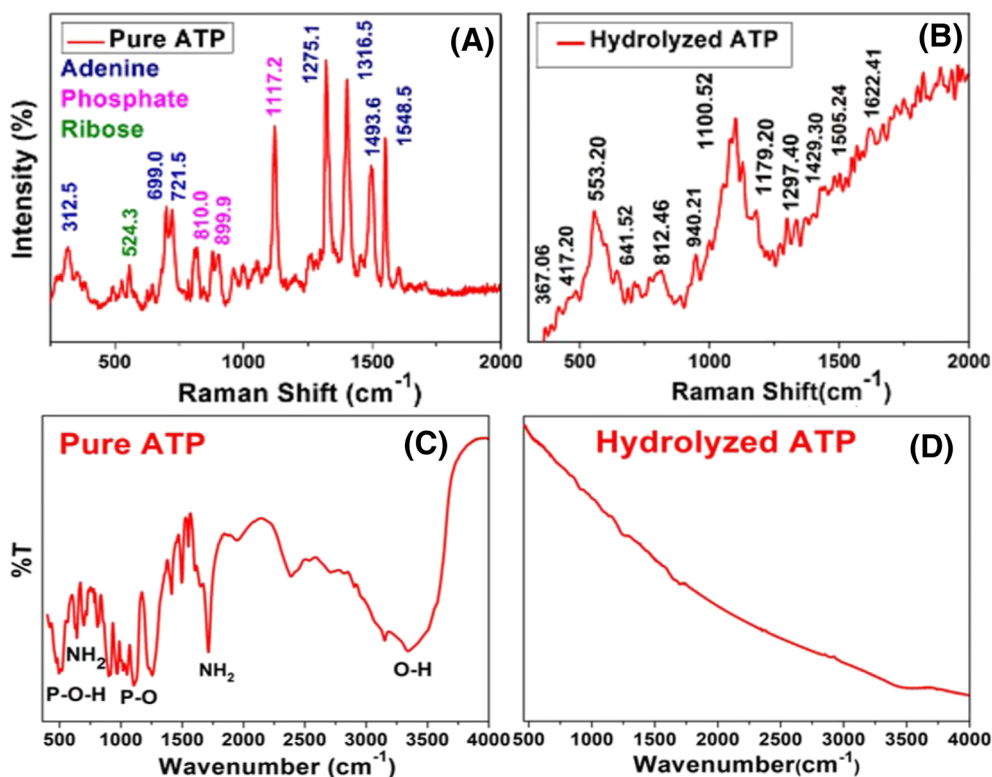 Pure ATP
(A)
Adenine
Phosphate
Ribose
312.5
524.3
699.0
721.5
810.0
899.9
1117.2
1275.1
1316.5
1493.6
1548.5
Intensity (%)
500 1000 1500 2000
Raman Shift (cm-1)
Hydrolyzed ATP
(B)
367.06
417.20
553.20
641.52
812.46
940.21
1100.52
1179.20
1297.40
1429.30
1505.24
1622.41
500 1000 1500 2000
Raman Shift(cm-1)
Pure ATP
(C)
%T
NH2
P-O-H
P-O
NH2
O-H
500 1000 1500 2000 2500 3000 3500 4000
Wavenumber (cm-1)
Hydrolyzed ATP
(D)
500 1000 1500 2000 2500 3000 3500 4000
Wavenumber(cm-1)